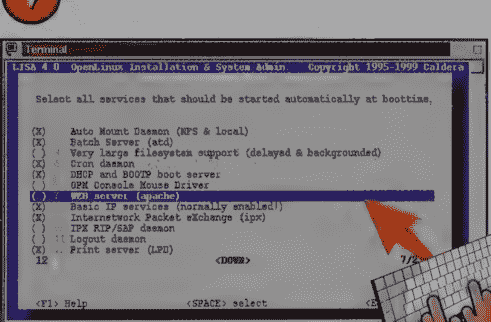 Terminal
LISA 4 0 OpenLinux Installation & System Admin. Copyright 1995-1999 Caldera
Select all services that should be started automatically at boottime.
(X) Auto Mount Daemon (NFS & local)
(X) Batch Server (atd)
( ) Very large filesystem support (delayed & backgrounded)
(X) Cron daemon
(X) DHCP and BOOTP boot server
( ) GPM Console Mouse Driver
( ) WEB server (apache)
(X) Basic IP services (normally enabled!)
(X) Internetwork Packet eXchange (ipx)
( ) IPX RIP/SAP daemon
( ) Logout daemon
(X) Print server (LPD)
12 <DOWN> 7/2
<F1> Help <SPACE> select